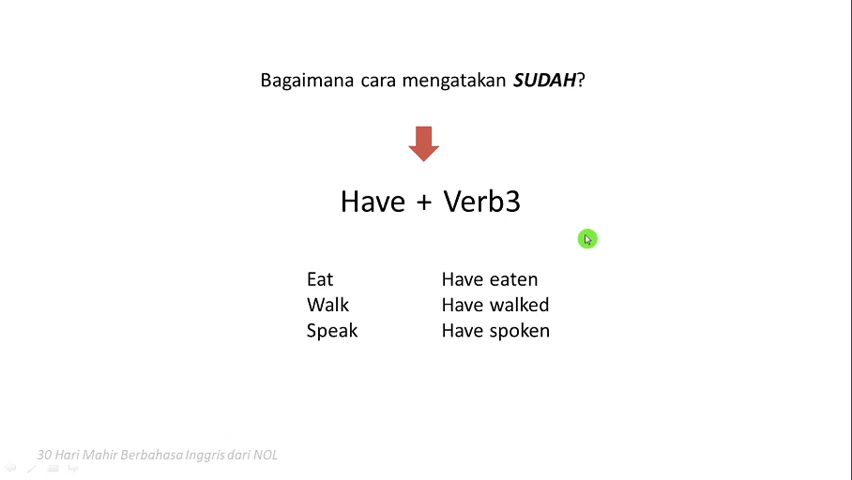 Bagaimana cara mengatakan SUDAH?
Have + Verb3
Eat Have eaten
Walk Have walked
Speak Have spoken
30 Hari Mahir Berbahasa Inggris dari NOL